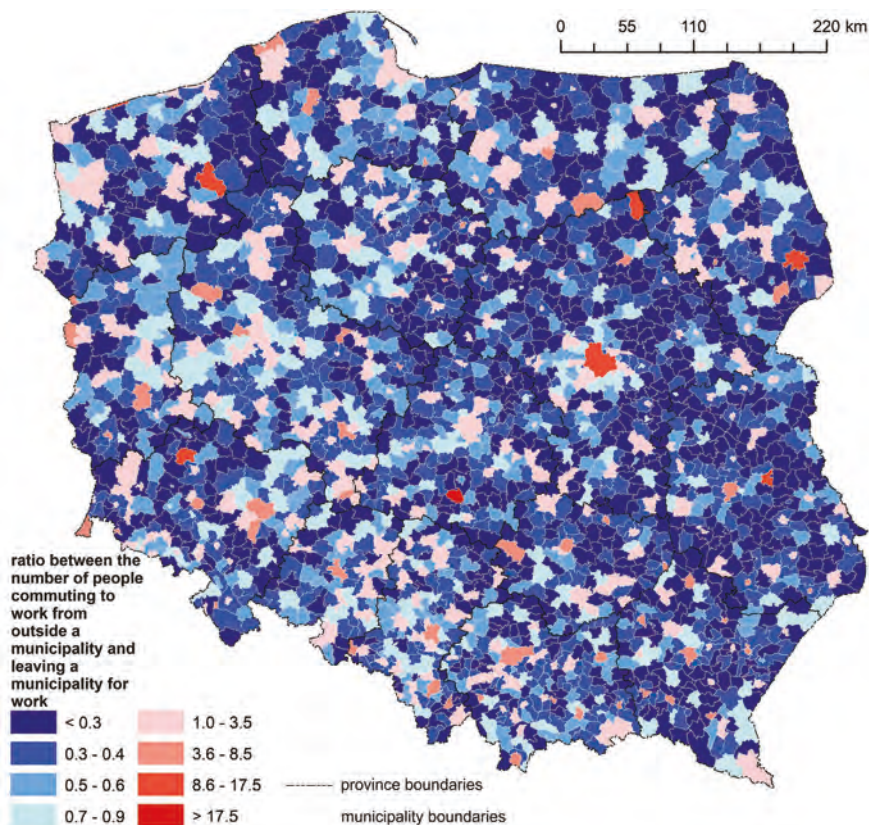 0 55 110 220 km
ratio between the
number of people
commuting to
work from
outside a
municipality and
leaving a
municipality for
work
< 0.3 1.0 - 3.5
0.3 - 0.4 3.6 - 8.5
0.5 - 0.6 8.6 - 17.5 province boundaries
0.7 - 0.9 > 17.5 municipality boundaries